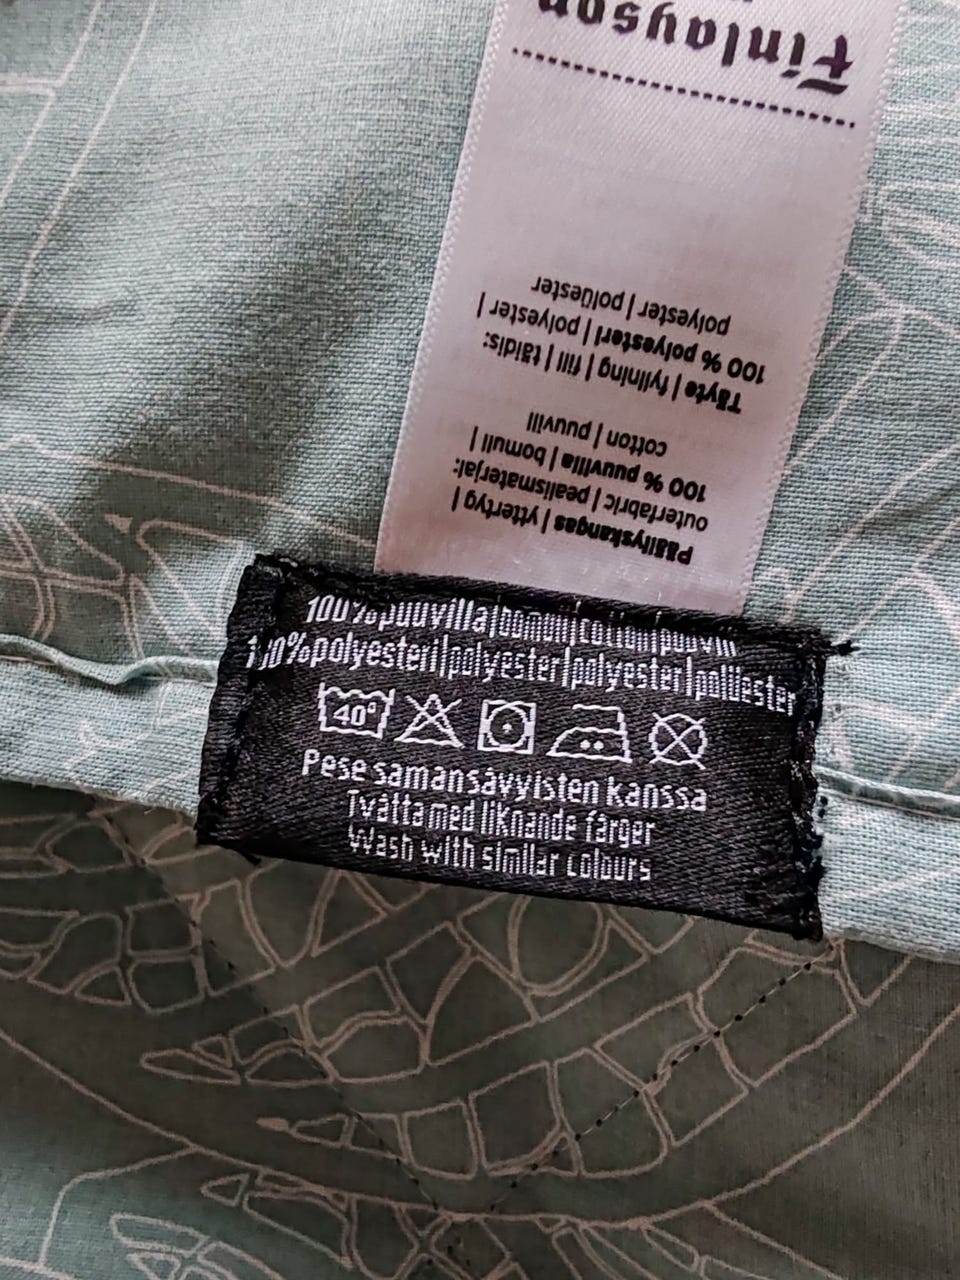 Finlayson
Päällyskangas | yttertyg |
outerfabric | pealismaterjal:
100 % puuvilla | bomull |
cotton | puuvill
Täyte | fyllning | fill | täidis:
100 % polyesteri | polyester |
polyester | polüester
100%puuvilla|bomull|cotton|puuvill
100%polyesteri|polyester|polyester|polüester
40°
Pese samansävyisten kanssa
Tvätta med liknande färger
Wash with similar colours